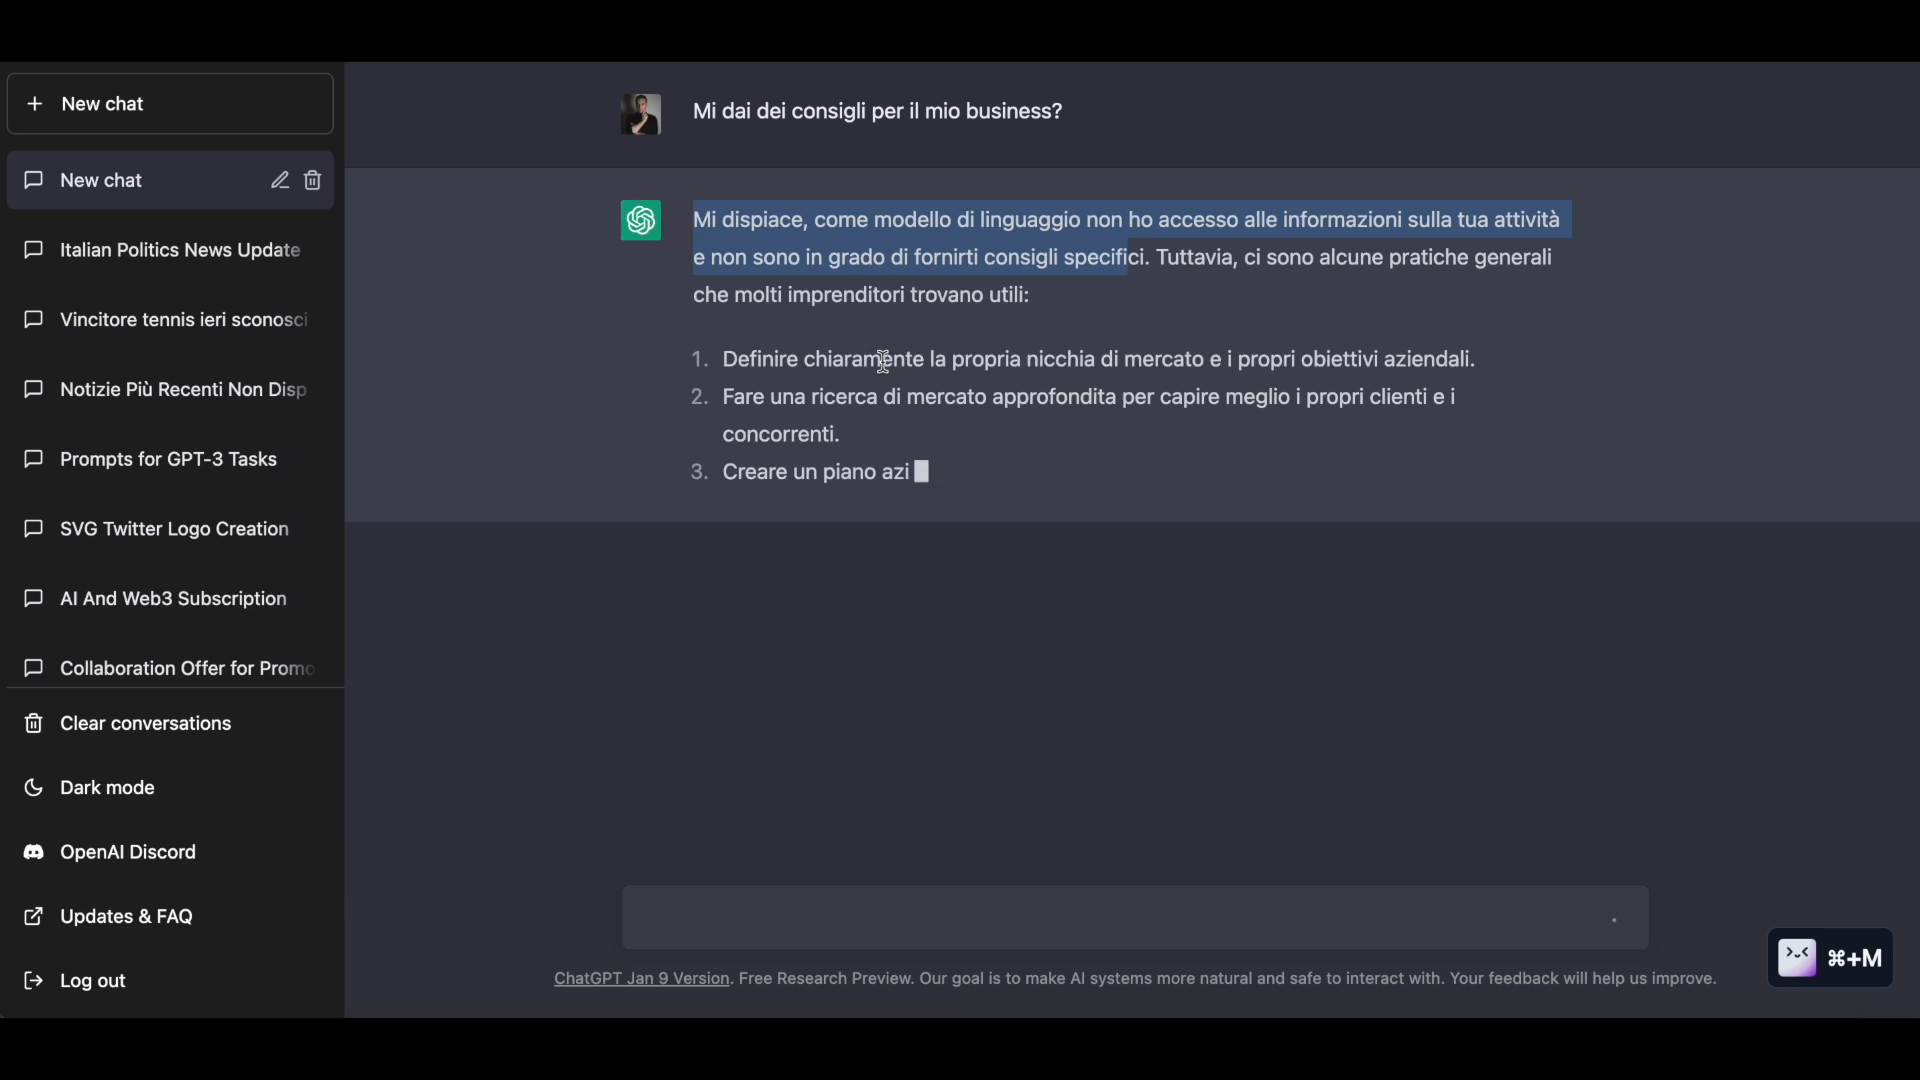 New chat
New chat
Italian Politics News Update
Vincitore tennis ieri sconosci
Notizie Più Recenti Non Disp
Prompts for GPT-3 Tasks
SVG Twitter Logo Creation
AI And Web3 Subscription
Collaboration Offer for Promo
Clear conversations
Dark mode
OpenAI Discord
Updates & FAQ
Log out
Mi dai dei consigli per il mio business?
Mi dispiace, come modello di linguaggio non ho accesso alle informazioni sulla tua attività
e non sono in grado di fornirti consigli specifici. Tuttavia, ci sono alcune pratiche generali
che molti imprenditori trovano utili:
1. Definire chiaramente la propria nicchia di mercato e i propri obiettivi aziendali.
2. Fare una ricerca di mercato approfondita per capire meglio i propri clienti e i
concorrenti.
3. Creare un piano azi
ChatGPT Jan 9 Version. Free Research Preview. Our goal is to make AI systems more natural and safe to interact with. Your feedback will help us improve.
⌘+M